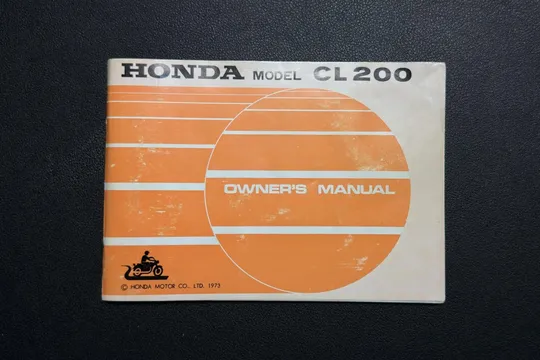 HONDA MODEL CL200
OWNER'S MANUAL
© HONDA MOTOR CO., LTD. 1973